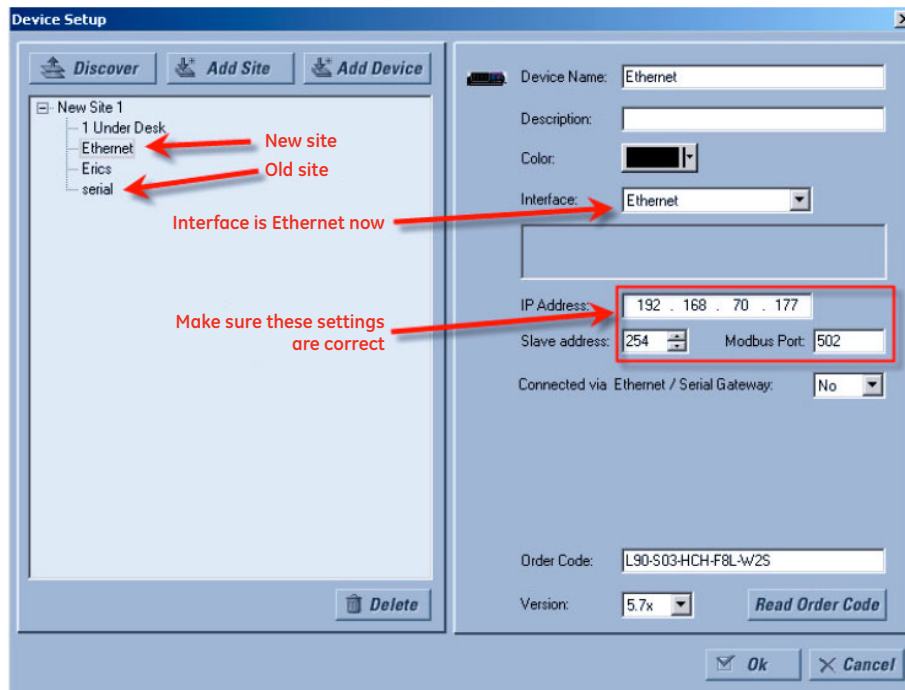 Device Setup
Discover
Add Site
Add Device
New Site 1
1 Under Desk
Ethernet
Erics
serial
New site
Old site
Interface is Ethernet now
Make sure these settings
are correct
Delete
Device Name: Ethernet
Description:
Color:
Interface: Ethernet
IP Address: 192 . 168 . 70 . 177
Slave address: 254 Modbus Port: 502
Connected via Ethernet / Serial Gateway: No
Order Code: L90-S03-HCH-F8L-W2S
Version: 5.7x Read Order Code
Ok Cancel